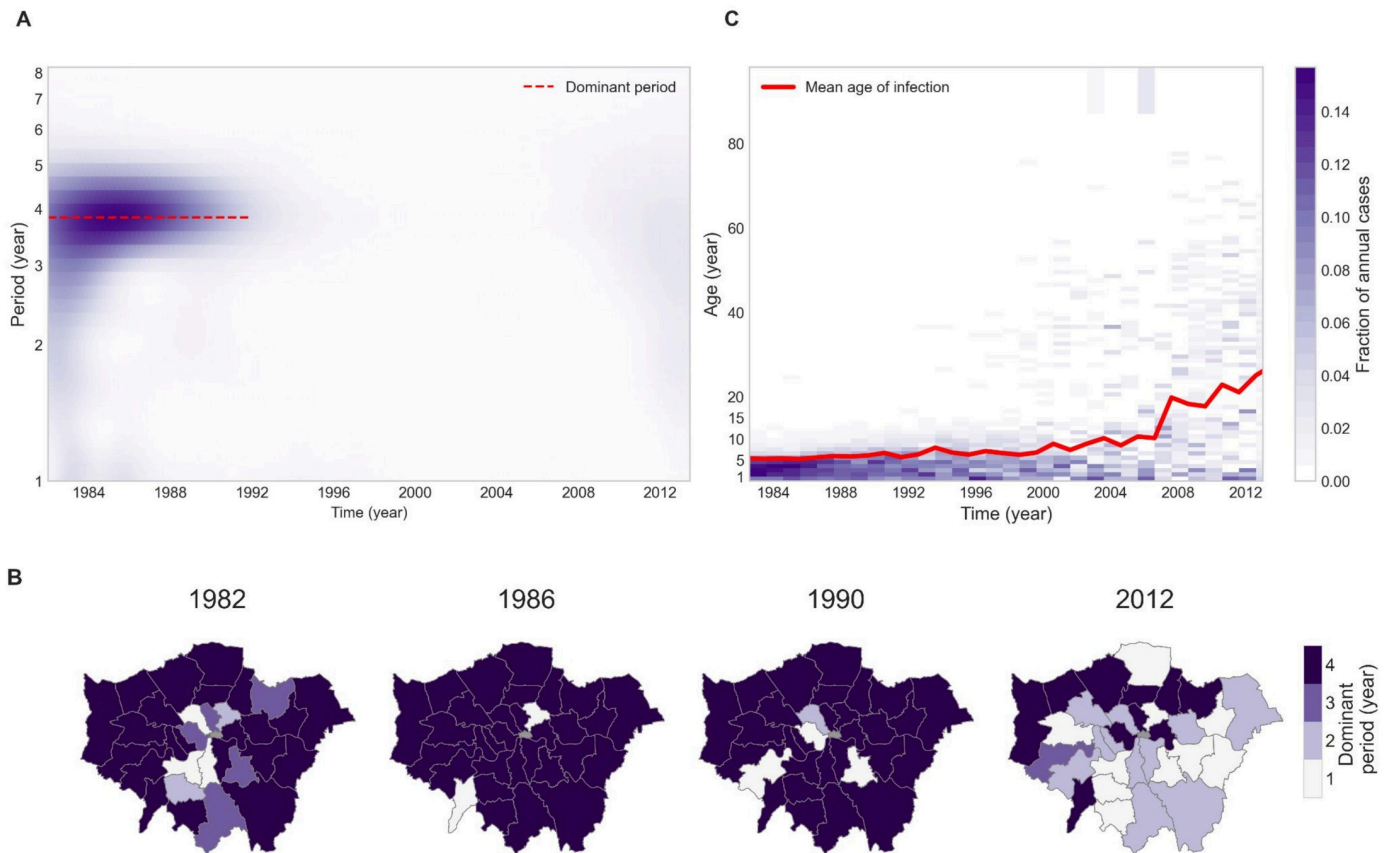 A
8
7
6
5
4
3
2
1
Period (year)
Dominant period
1984 1988 1992 1996 2000 2004 2008 2012
Time (year)
C
80
60
40
20
15
10
5
1
Age (year)
Mean age of infection
1984 1988 1992 1996 2000 2004 2008 2012
Time (year)
0.14
0.12
0.10
0.08
0.06
0.04
0.02
0.00
Fraction of annual cases
B
1982 1986 1990 2012
4
3
2
1
Dominant
period (year)